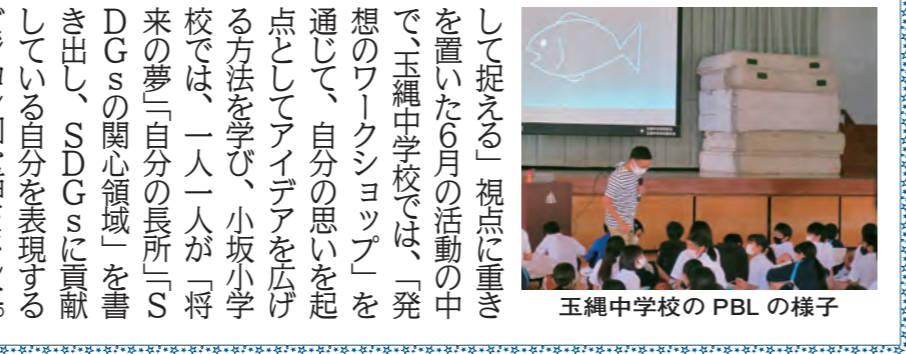 して捉える」視点に重き
を置いた6月の活動の中
で、玉縄中学校では、「発
想のワークショップ」を
通じて、自分の思いを起
点としてアイデアを広げ
る方法を学び、小坂小学
校では、一人一人が「将
来の夢」「自分の長所」「S
DGsの関心領域」を書
き出し、SDGsに貢献
している自分を表現する
玉縄中学校の PBL の様子